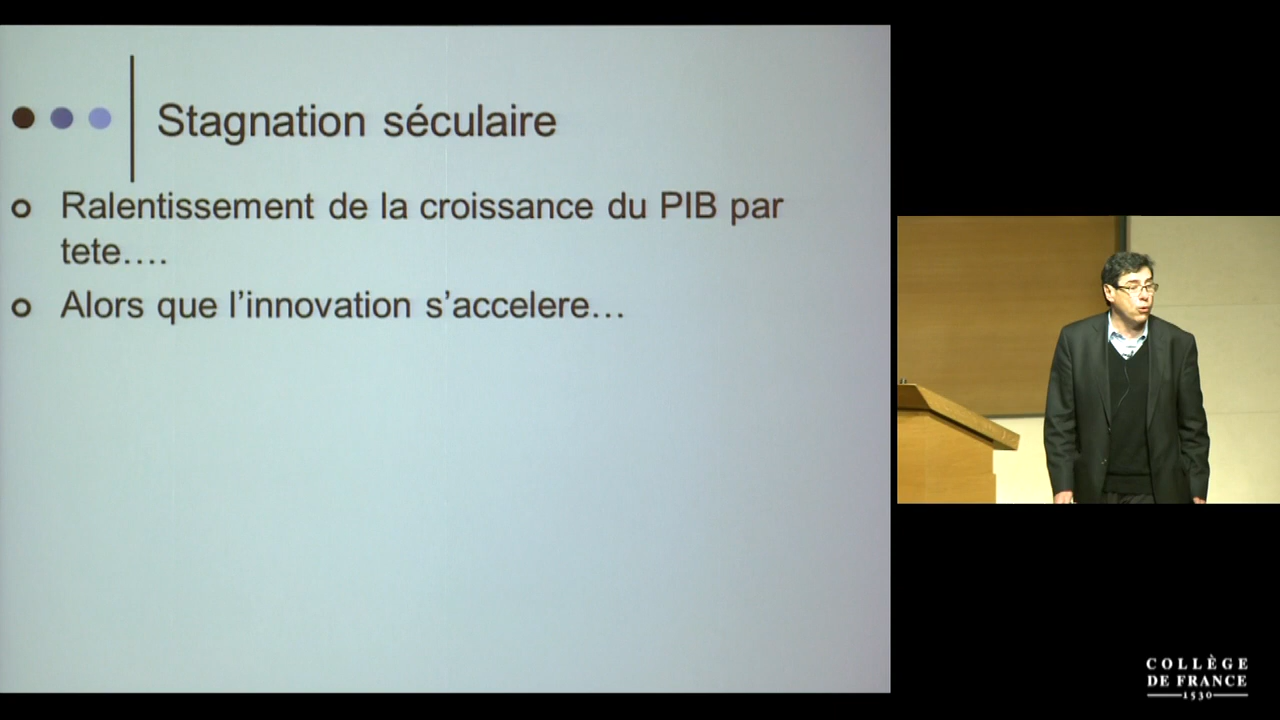 Stagnation séculaire
Ralentissement de la croissance du PIB par
tete….
Alors que l’innovation s’accelere…
COLLÈGE
DE FRANCE
1530